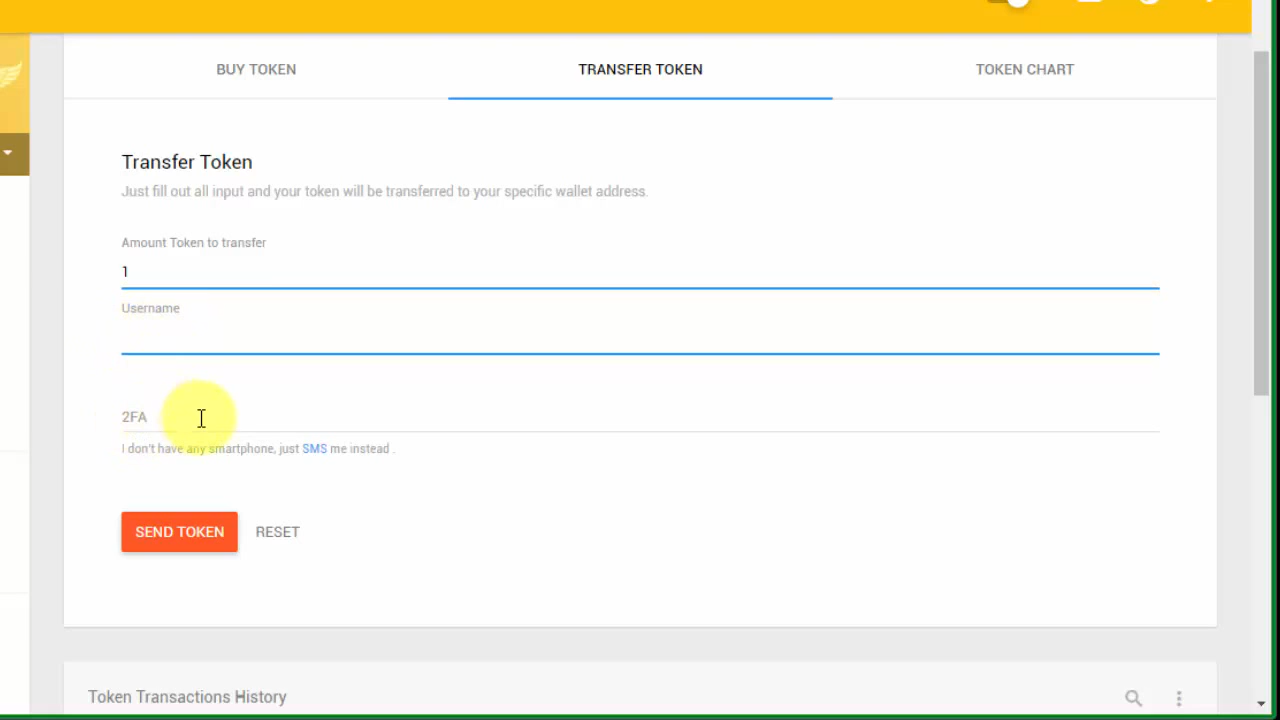 BUY TOKEN
TRANSFER TOKEN
TOKEN CHART
Transfer Token
Just fill out all input and your token will be transferred to your specific wallet address.
Amount Token to transfer
1
Username
2FA
I don't have any smartphone, just SMS me instead .
SEND TOKEN
RESET
Token Transactions History